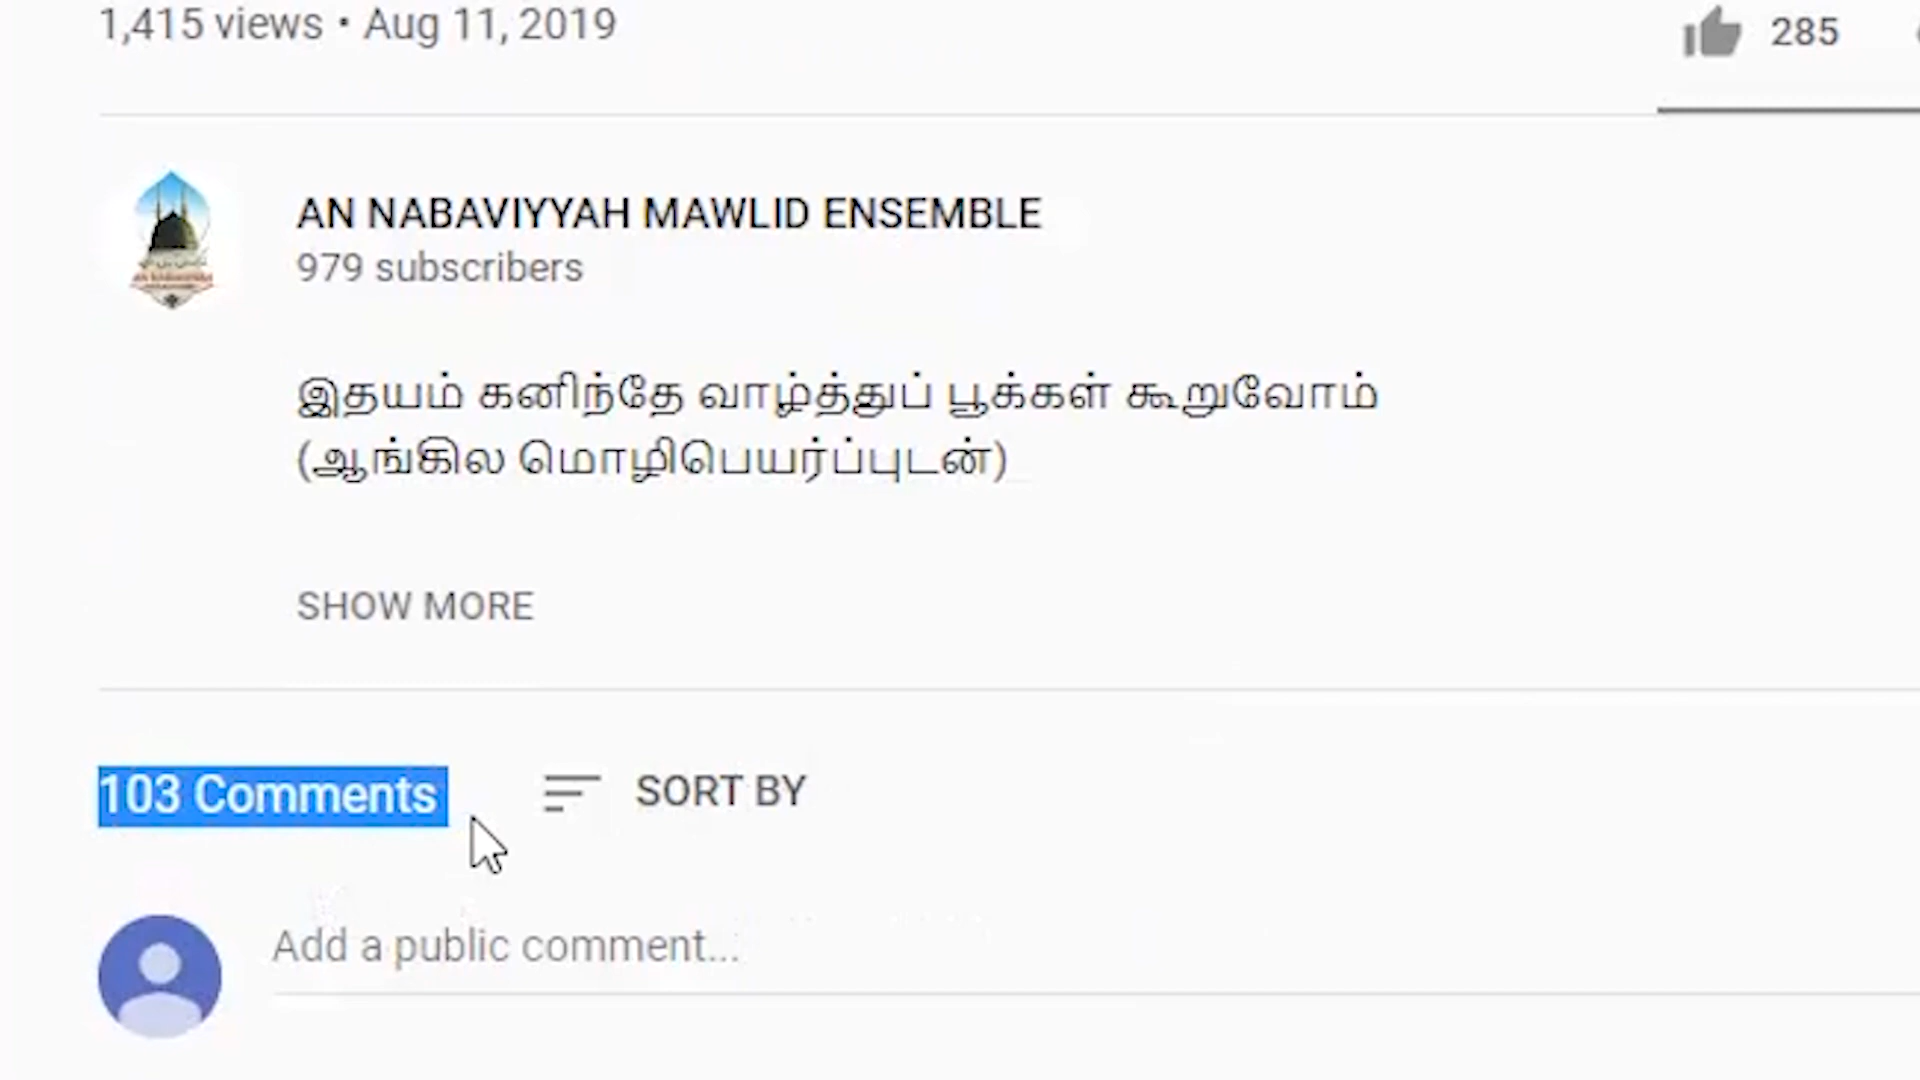 1,415 views • Aug 11, 2019
285
AN NABAVIYYAH MAWLID ENSEMBLE
979 subscribers
இதயம் கனிந்தே வாழ்த்துப் பூக்கள் கூறுவோம்
(ஆங்கில மொழிபெயர்ப்புடன்)
SHOW MORE
103 Comments
SORT BY
Add a public comment...